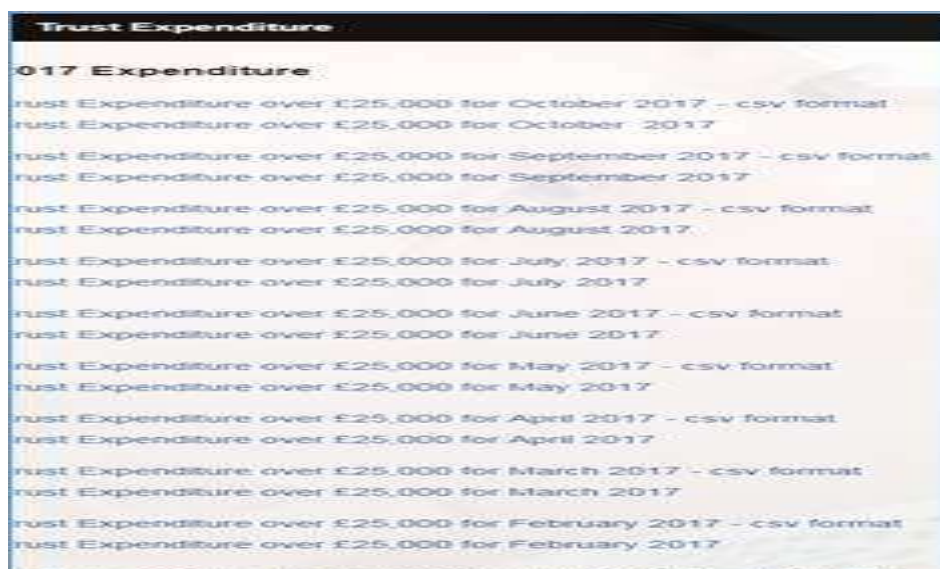 Trust Expenditure
017 Expenditure
rust Expenditure over £25,000 for October 2017 - csv format
rust Expenditure over £25,000 for October 2017
rust Expenditure over £25,000 for September 2017 - csv format
rust Expenditure over £25,000 for September 2017
rust Expenditure over £25,000 for August 2017 - csv format
rust Expenditure over £25,000 for August 2017
rust Expenditure over £25,000 for July 2017 - csv format
rust Expenditure over £25,000 for July 2017
rust Expenditure over £25,000 for June 2017 - csv format
rust Expenditure over £25,000 for June 2017
rust Expenditure over £25,000 for May 2017 - csv format
rust Expenditure over £25,000 for May 2017
rust Expenditure over £25,000 for April 2017 - csv format
rust Expenditure over £25,000 for April 2017
rust Expenditure over £25,000 for March 2017 - csv format
rust Expenditure over £25,000 for March 2017
rust Expenditure over £25,000 for February 2017 - csv format
rust Expenditure over £25,000 for February 2017